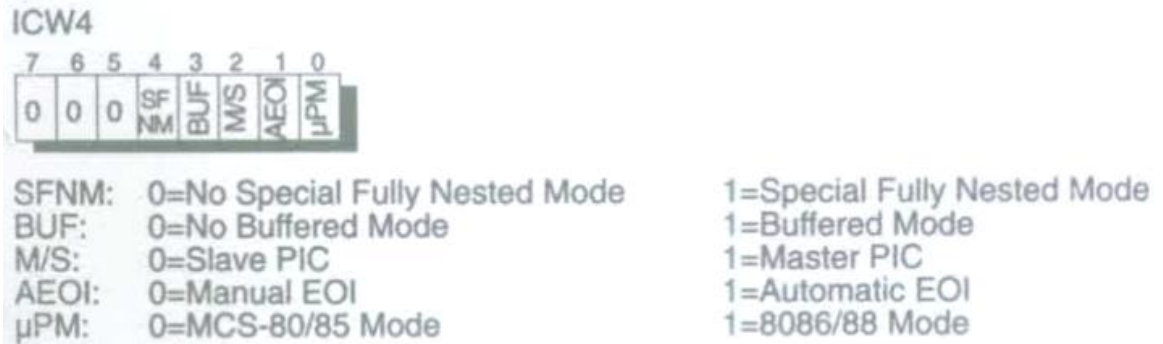 ICW4
7 6 5 4 3 2 1 0
0 0 0 SF NM BUF M/S AEOI µPM
SFNM: 0=No Special Fully Nested Mode 1=Special Fully Nested Mode
BUF: 0=No Buffered Mode 1=Buffered Mode
M/S: 0=Slave PIC 1=Master PIC
AEOI: 0=Manual EOI 1=Automatic EOI
µPM: 0=MCS-80/85 Mode 1=8086/88 Mode